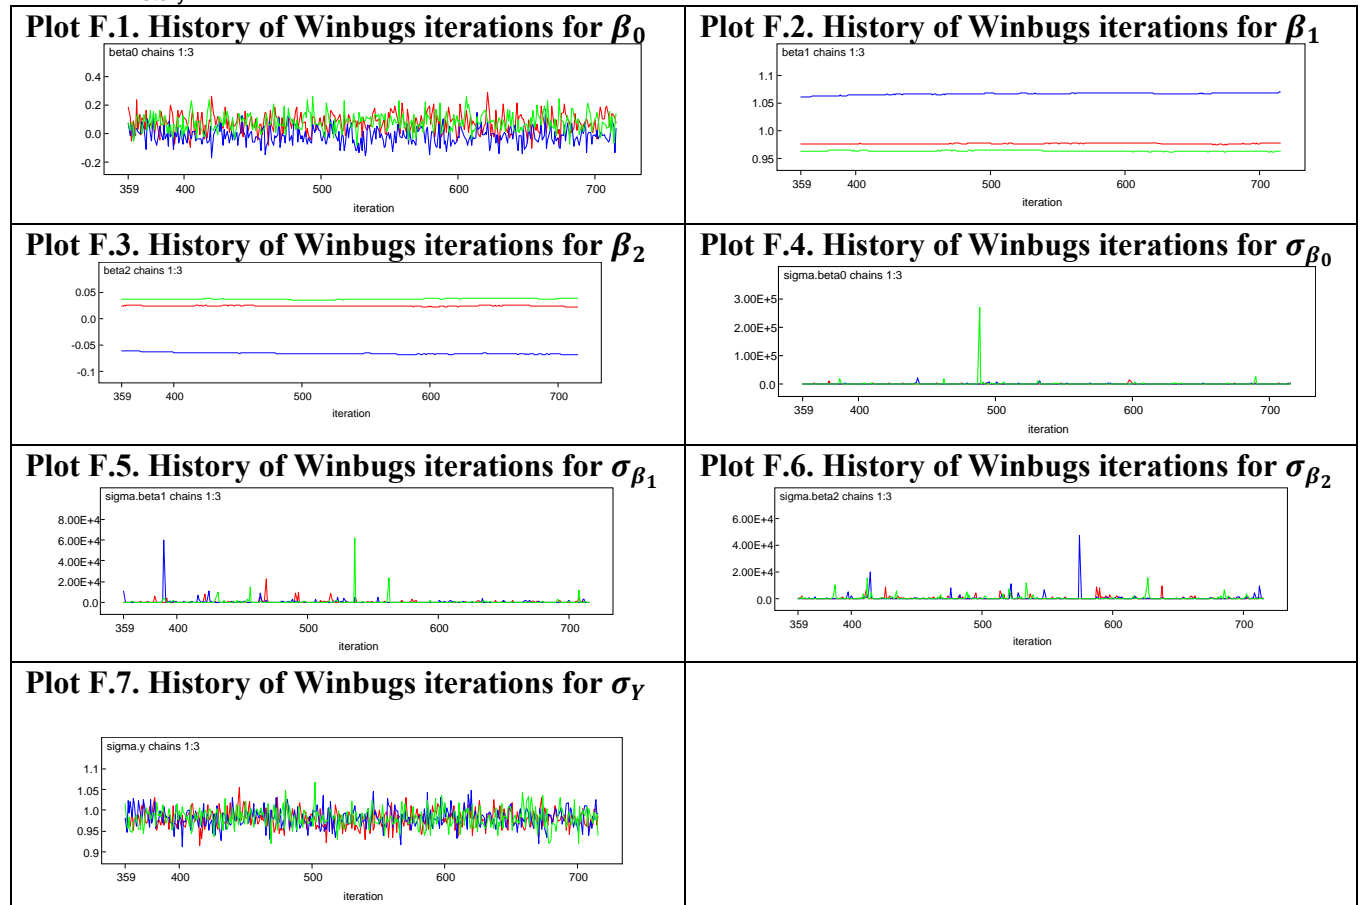 Plot F.1. History of Winbugs iterations for β₀
beta0 chains 1:3
0.4
0.2
0.0
-0.2
359 400 500 600 700
iteration
Plot F.2. History of Winbugs iterations for β₁
beta1 chains 1:3
1.1
1.05
1.0
0.95
359 400 500 600 700
iteration
Plot F.3. History of Winbugs iterations for β₂
beta2 chains 1:3
0.05
0.0
-0.05
-0.1
359 400 500 600 700
iteration
Plot F.4. History of Winbugs iterations for σ_β₀
sigma.beta0 chains 1:3
3.00E+5
2.00E+5
1.00E+5
0.0
359 400 500 600 700
iteration
Plot F.5. History of Winbugs iterations for σ_β₁
sigma.beta1 chains 1:3
8.00E+4
6.00E+4
4.00E+4
2.00E+4
0.0
359 400 500 600 700
iteration
Plot F.6. History of Winbugs iterations for σ_β₂
sigma.beta2 chains 1:3
6.00E+4
4.00E+4
2.00E+4
0.0
359 400 500 600 700
iteration
Plot F.7. History of Winbugs iterations for σ_Y
sigma.y chains 1:3
1.1
1.05
1.0
0.95
0.9
359 400 500 600 700
iteration